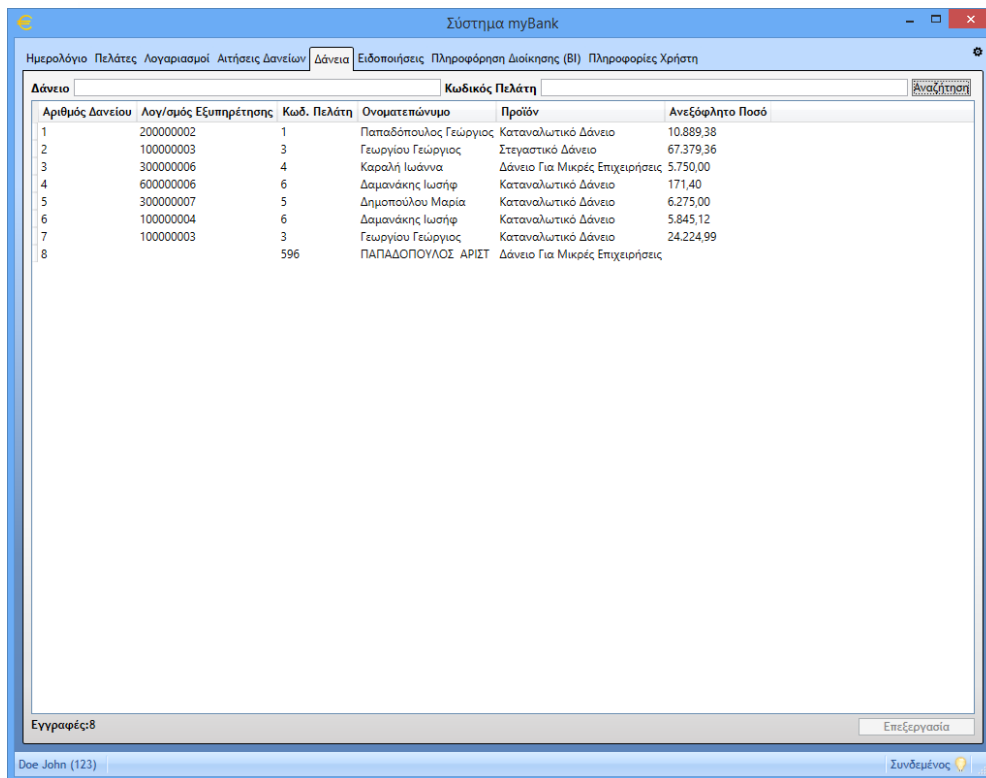 Σύστημα myBank
Ημερολόγιο Πελάτες Λογαριασμοί Αιτήσεις Δανείων Δάνεια Ειδοποιήσεις Πληροφόρηση Διοίκησης (BI) Πληροφορίες Χρήστη
Δάνειο Κωδικός Πελάτη Αναζήτηση
Αριθμός Δανείου Λογ/σμός Εξυπηρέτησης Κωδ. Πελάτη Ονοματεπώνυμο Προϊόν Ανεξόφλητο Ποσό
1 200000002 1 Παπαδόπουλος Γεώργιος Καταναλωτικό Δάνειο 10.889,38
2 100000003 3 Γεωργίου Γεώργιος Στεγαστικό Δάνειο 67.379,36
3 300000006 4 Καραλή Ιωάννα Δάνειο Για Μικρές Επιχειρήσεις 5.750,00
4 600000006 6 Δαμανάκης Ιωσήφ Καταναλωτικό Δάνειο 171,40
5 300000007 5 Δημοπούλου Μαρία Καταναλωτικό Δάνειο 6.275,00
6 100000004 6 Δαμανάκης Ιωσήφ Καταναλωτικό Δάνειο 5.845,12
7 100000003 3 Γεωργίου Γεώργιος Καταναλωτικό Δάνειο 24.224,99
8 596 ΠΑΠΑΔΟΠΟΥΛΟΣ ΑΡΙΣΤ Δάνειο Για Μικρές Επιχειρήσεις
Εγγραφές:8 Επεξεργασία
Doe John (123) Συνδεμένος